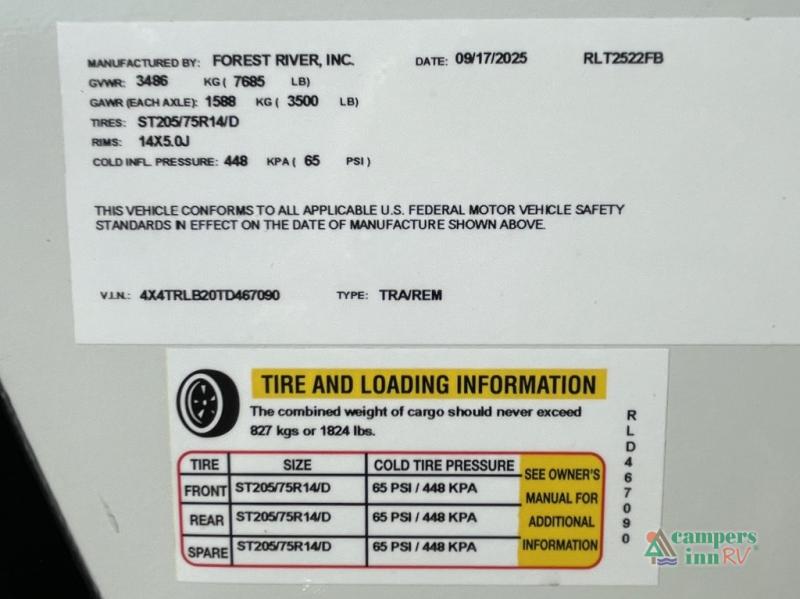 MANUFACTURED BY: FOREST RIVER, INC. DATE: 09/17/2025 RLT2522FB
GVWR: 3486 KG ( 7685 LB)
GAWR (EACH AXLE): 1588 KG ( 3500 LB)
TIRES: ST205/75R14/D
RIMS: 14X5.0J
COLD INFL. PRESSURE: 448 KPA ( 65 PSI )
THIS VEHICLE CONFORMS TO ALL APPLICABLE U.S. FEDERAL MOTOR VEHICLE SAFETY
STANDARDS IN EFFECT ON THE DATE OF MANUFACTURE SHOWN ABOVE.
V.I.N.: 4X4TRLB20TD467090 TYPE: TRA/REM
TIRE AND LOADING INFORMATION
The combined weight of cargo should never exceed
827 kgs or 1824 lbs.
TIRE SIZE COLD TIRE PRESSURE
FRONT ST205/75R14/D 65 PSI / 448 KPA
REAR ST205/75R14/D 65 PSI / 448 KPA
SPARE ST205/75R14/D 65 PSI / 448 KPA
SEE OWNER'S
MANUAL FOR
ADDITIONAL
INFORMATION
RLD467090
campers
inn RV